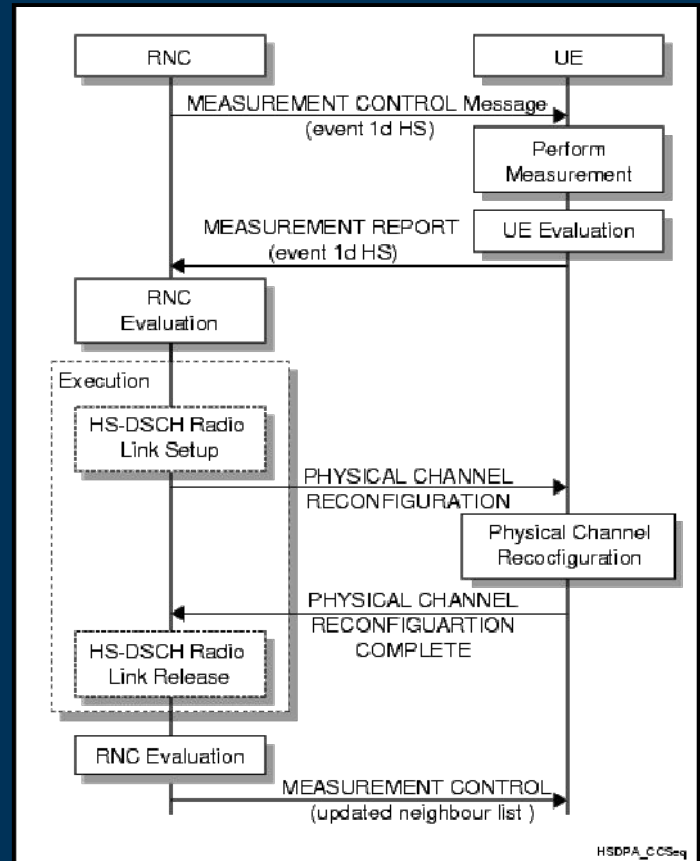 RNC
UE
MEASUREMENT CONTROL Message
(event 1d HS)
Perform
Measurement
MEASUREMENT REPORT
(event 1d HS)
UE Evaluation
RNC
Evaluation
Execution
HS-DSCH Radio
Link Setup
PHYSICAL CHANNEL
RECONFIGURATION
Physical Channel
Recocfiguration
PHYSICAL CHANNEL
RECONFIGUARTION
COMPLETE
HS-DSCH Radio
Link Release
RNC Evaluation
MEASUREMENT CONTROL
(updated neighbour list )
HSDPA_CCSeq